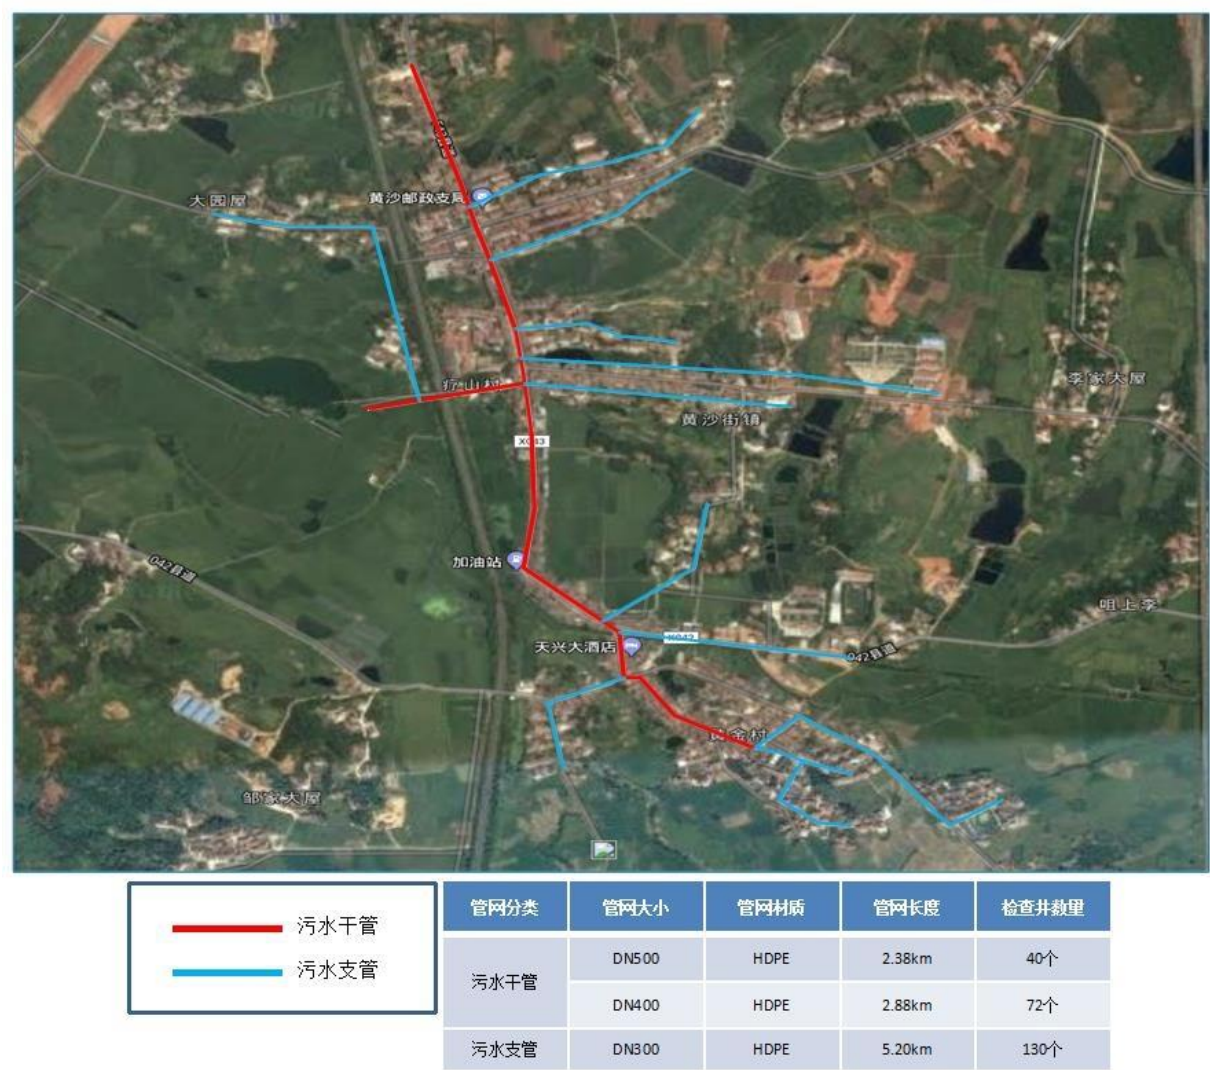 大园屋
黄沙邮政支局
疗山村
李家大屋
黄沙街镇
X043
加油站
042县道
咀上李
X042
天兴大酒店
042县道
黄金村
邹家大屋
污水干管
污水支管
管网分类 管网大小 管网材质 管网长度 检查井数里
污水干管
DN500 HDPE 2.38km 40个
DN400 HDPE 2.88km 72个
污水支管 DN300 HDPE 5.20km 130个